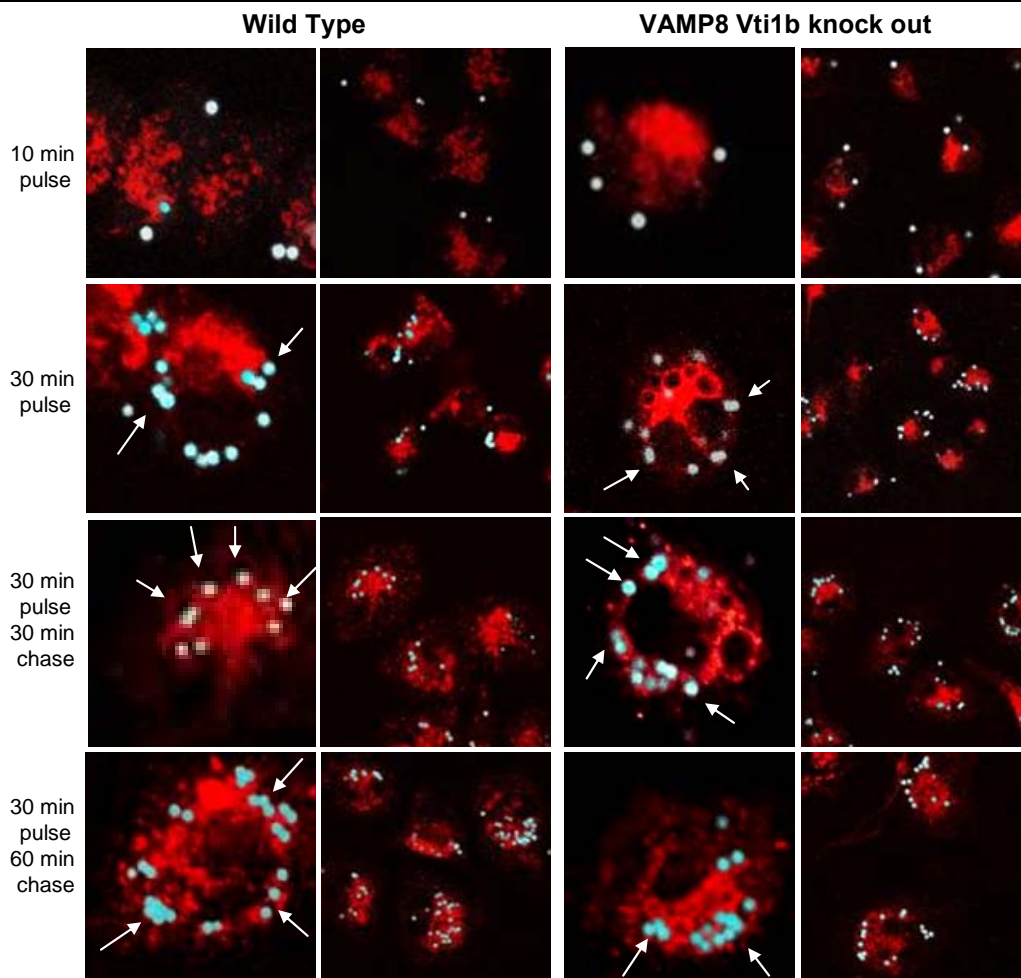 Wild Type
VAMP8 Vti1b knock out
10 min
pulse
30 min
pulse
30 min
pulse
30 min
chase
30 min
pulse
60 min
chase